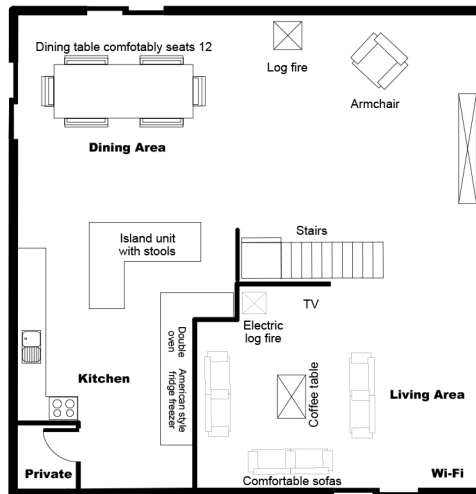 Dining table comfotably seats 12
Log fire
Armchair
Dining Area
Island unit
with stools
Stairs
TV
Electric
log fire
Double
oven
American style
fridge freezer
Coffee table
Kitchen
Living Area
Private
Comfortable sofas
Wi-Fi